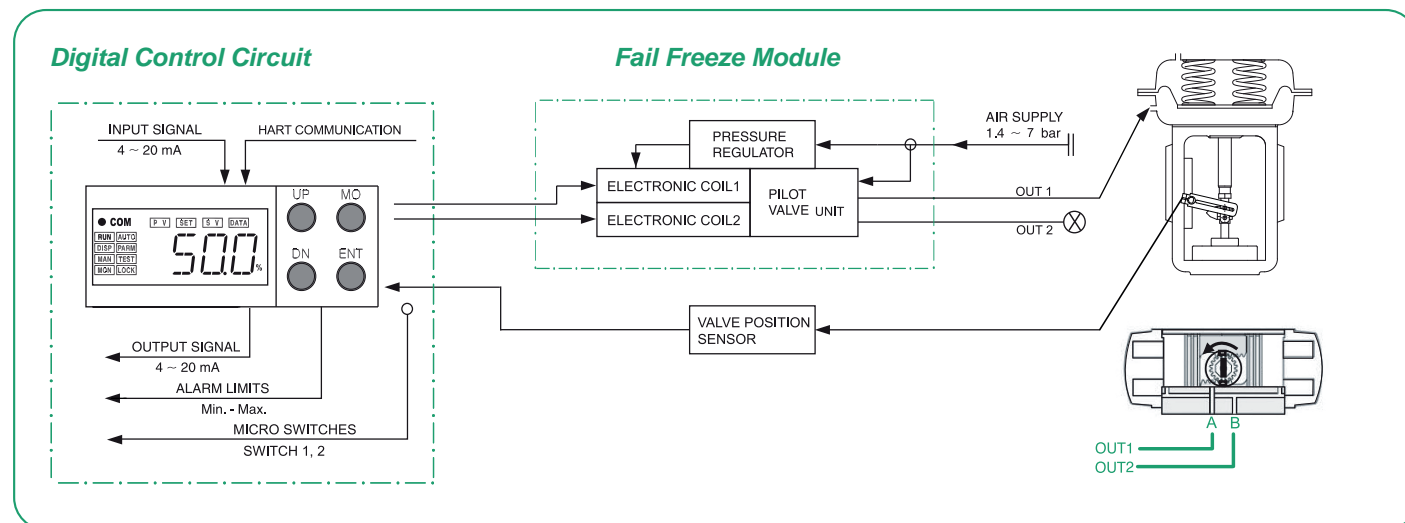 Digital Control Circuit
Fail Freeze Module
INPUT SIGNAL
4 ~ 20 mA
HART COMMUNICATION
PRESSURE
REGULATOR
AIR SUPPLY
1.4 ~ 7 bar
ELECTRONIC COIL1
ELECTRONIC COIL2
PILOT
VALVE UNIT
OUT 1
OUT 2
UP
MO
DN
ENT
COM
P V
SET
S V
DATA
RUN
AUTO
DISP
PARM
MAN
TEST
MON
LOCK
50.0
%
VALVE POSITION
SENSOR
OUTPUT SIGNAL
4 ~ 20 mA
ALARM LIMITS
Min. - Max.
MICRO SWITCHES
SWITCH 1, 2
A B
OUT1
OUT2